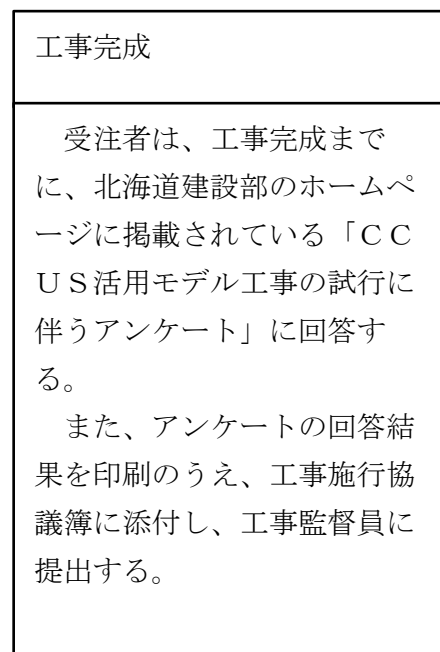 工事完成
　受注者は、工事完成まで
に、北海道建設部のホームペ
ージに掲載されている「ＣＣ
ＵＳ活用モデル工事の試行に
伴うアンケート」に回答す
る。
　また、アンケートの回答結
果を印刷のうえ、工事施行協
議簿に添付し、工事監督員に
提出する。